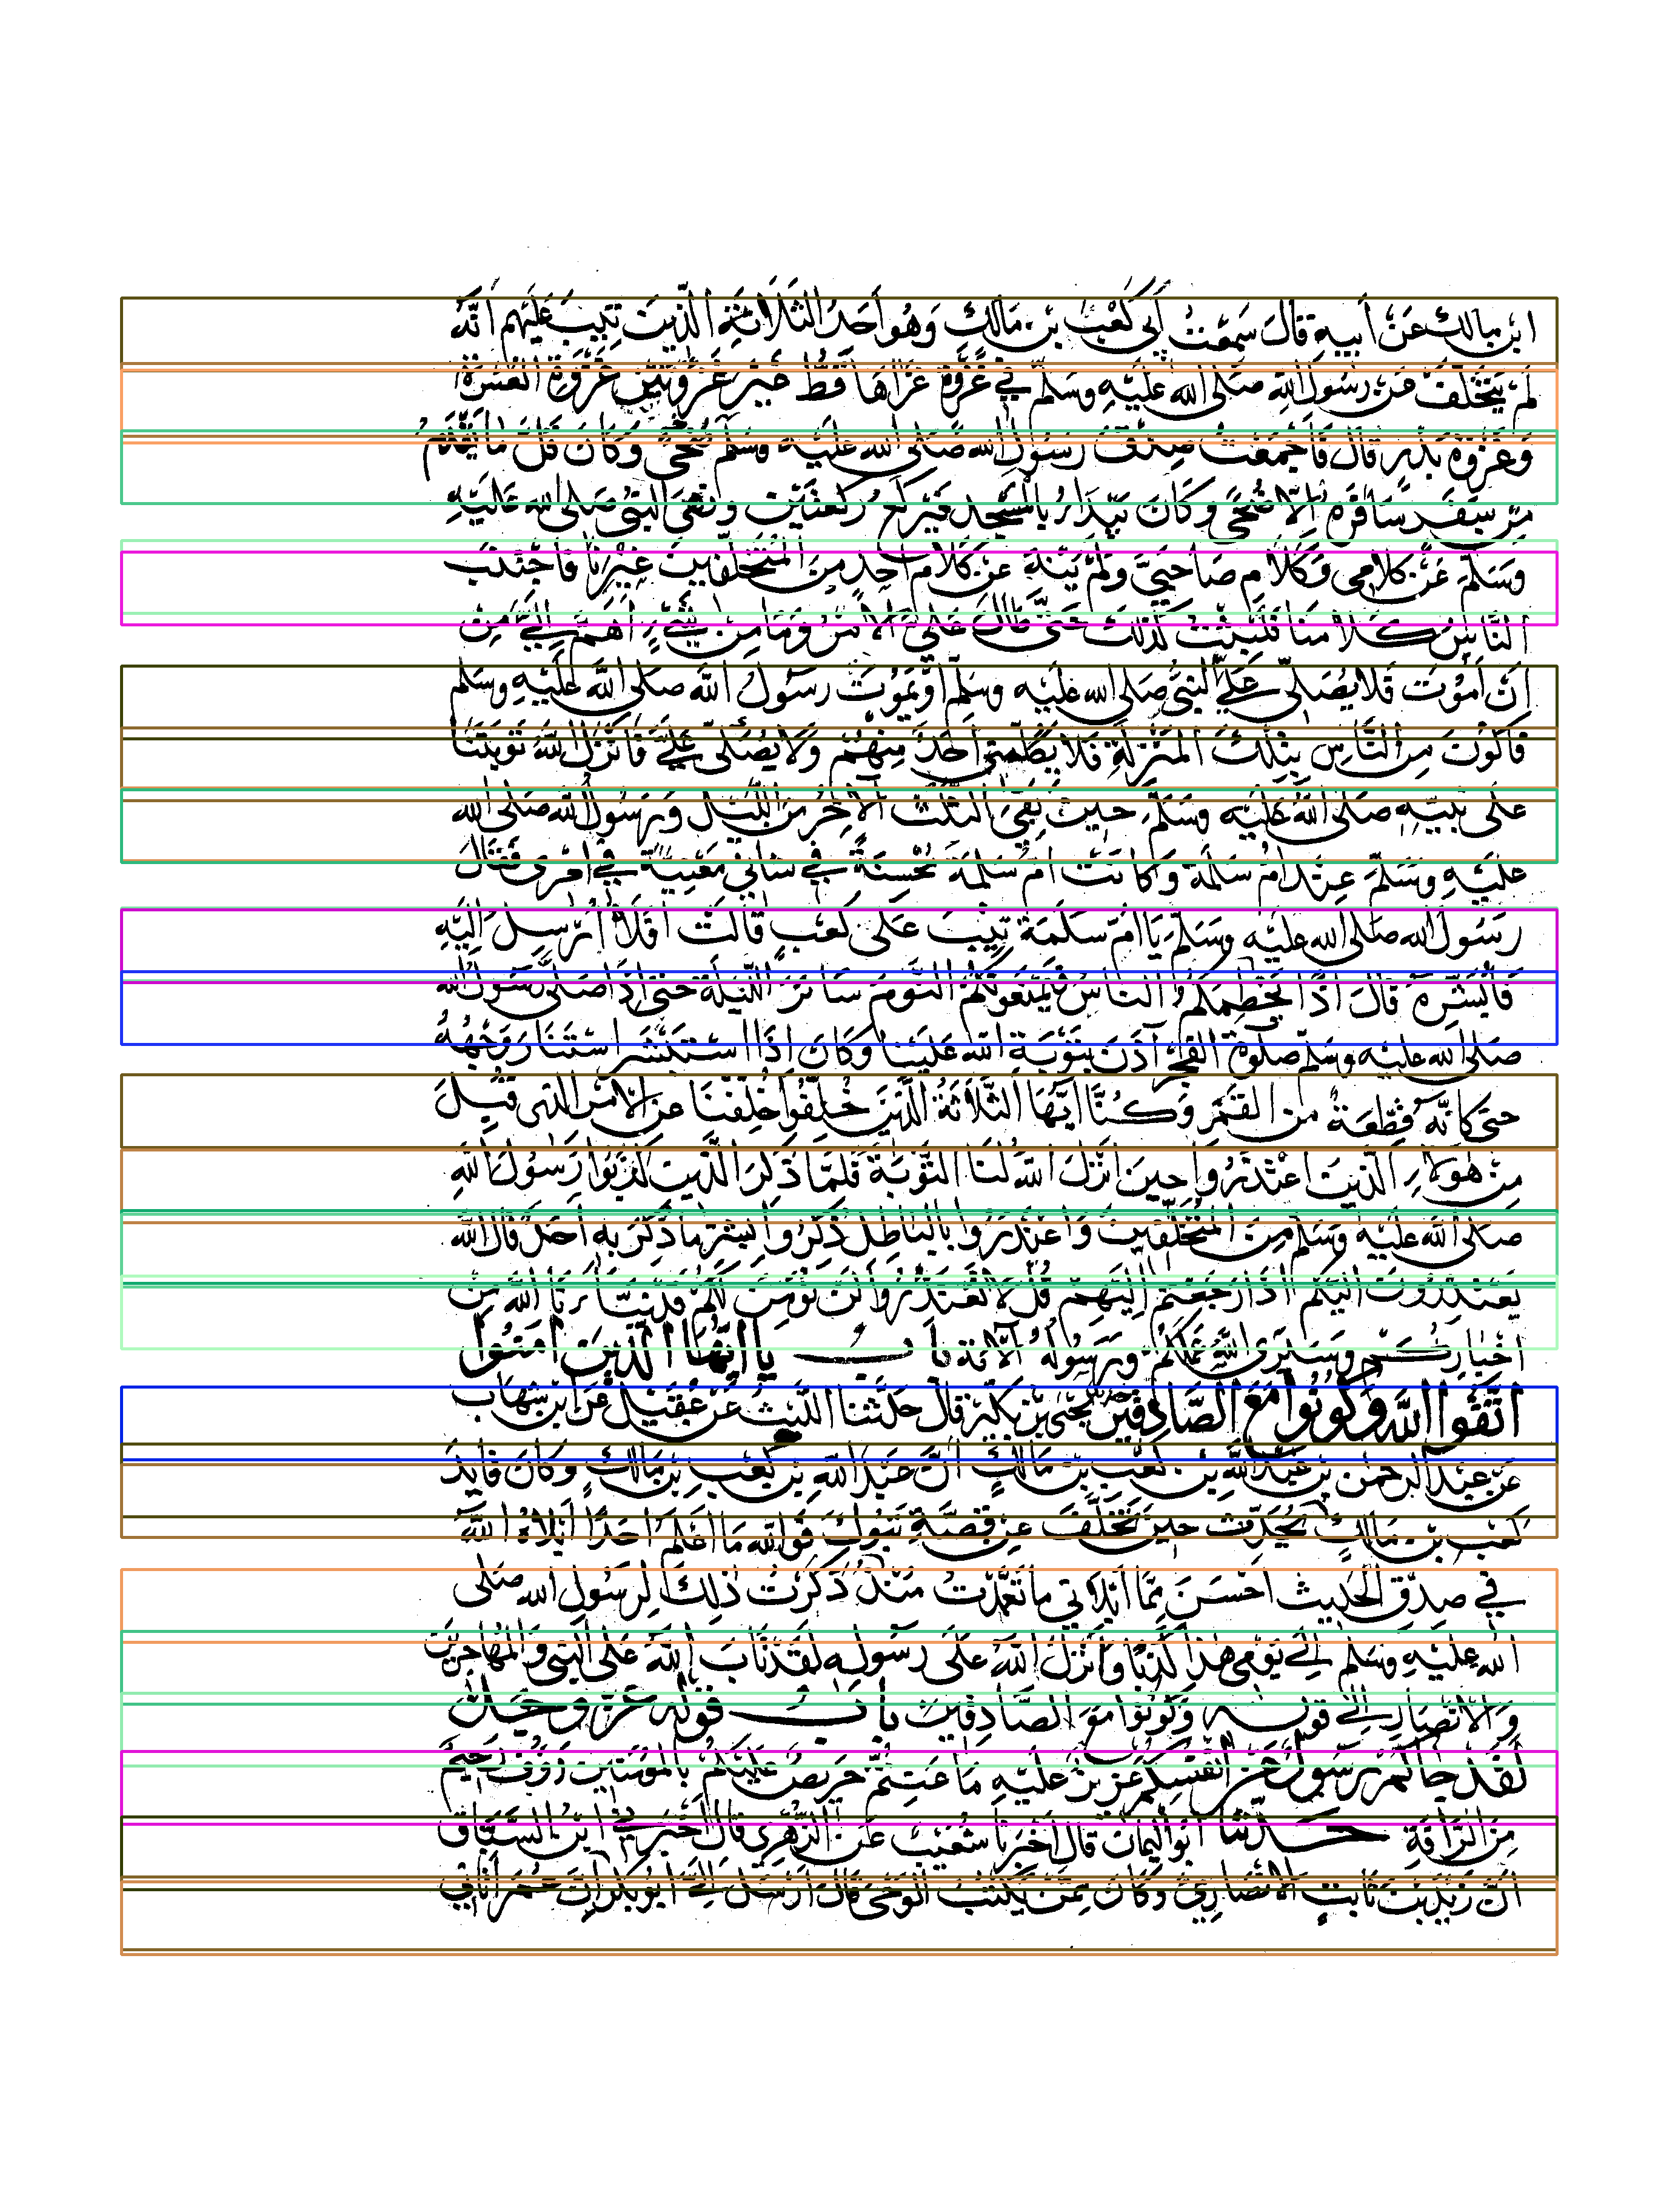 ابن مالك عن أبيه قال سمعت أبي كعب بن مالك وهو أحد الثلاثة الذين تيب عليهم أنه
لم يتخلف عن رسول الله صلى الله عليه وسلم في غزوة غزاها قط غير غزوتين غزوة العسرة
وغزوة بدر قال فأجمعت صدق رسول الله صلى الله عليه وسلم ضحى وكان قل ما يقدم
من سفر سافره إلا ضحى وكان يبدأ بالمسجد فيركع ركعتين ونهى النبي صلى الله عليه
وسلم عن كلامي وكلام صاحبي ولم ينه عن كلام أحد من المتخلفين غيرنا فاجتنب
الناس كلامنا فلبثت كذلك حتى طال علي الأمر وما من شيء أهم إلي من
أن أموت فلا يصلي علي النبي صلى الله عليه وسلم أو يموت رسول الله صلى الله عليه وسلم
فأكون من الناس بتلك المنزلة فلا يكلمني أحد منهم ولا يصلى علي فأنزل الله توبتنا
على نبيه صلى الله عليه وسلم حين بقي الثلث الآخر من الليل ورسول الله صلى الله
عليه وسلم عند أم سلمة وكانت أم سلمة محسنة في شأني معنية في أمري فقال
رسول الله صلى الله عليه وسلم يا أم سلمة تيب على كعب قالت أفلا أرسل إليه
فأبشره قال إذا يحطمكم الناس فيمنعونكم النوم سائر الليلة حتى إذا صلى رسول الله
صلى الله عليه وسلم صلوة الفجر آذن بتوبة الله علينا وكان إذا استبشر استنار وجهه
حتى كأنه قطعة من القمر وكنا أيها الثلاثة الذين خلفوا خلفنا عن الأمر الذي قبل
من هؤلاء الذين اعتذروا حين أنزل الله لنا التوبة فلما ذكر الذين كذبوا رسول الله
صلى الله عليه وسلم من المتخلفين واعتذروا بالباطل ذكروا بشر ما ذكر به أحد قال الله
يعتذرون إليكم إذا رجعتم إليهم قل لا تعتذروا لن نؤمن لكم قد نبأنا الله من
أخباركم وسيرى الله عملكم ورسوله الآية باب يا أيها الذين آمنوا
اتقوا الله وكونوا مع الصادقين يحيى بن بكير قال حدثنا الليث عن عقيل عن ابن شهاب
عن عبد الرحمن بن عبد الله بن كعب بن مالك أن عبد الله بن كعب بن مالك وكان قايد
كعب بن مالك يحدث حين تخلف عن قصة تبوك فوالله ما أعلم أحدا أبلاه الله
في صدق الحديث أحسن مما أبلاني ما تعمدت منذ ذكرت ذلك لرسول الله صلى
الله عليه وسلم إلى يومي هذا كذبا وأنزل الله على رسوله لقد تاب الله على النبي والمهاجرين
والأنصار إلى قوله وكونوا مع الصادقين باب قوله عز وجل
لقد جاكم رسول من أنفسكم عزيز عليه ما عنتم حريص عليكم بالمؤمنين رؤف رحيم
من الرأفة حدثنا أبو اليمان قال أخبرنا شعيب عن الزهري قال أخبرني ابن السباق
أن زيد بن ثابت الأنصاري وكان ممن يكتب الوحي قال أرسل إلي أبو بكر